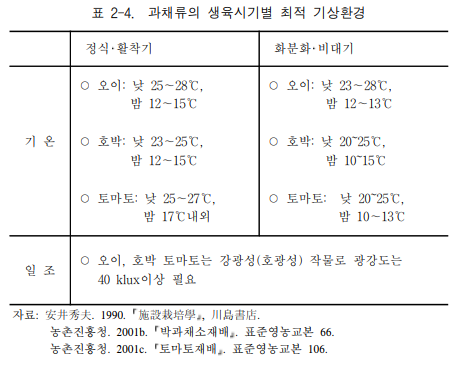 표 2-4. 과채류의 생육시기별 최적 기상환경
정식·활착기
화분화·비대기
기 온
○ 오이: 낮 25∼28℃,
밤 12∼15℃
○ 호박: 낮 23∼25℃,
밤 12∼15℃
○ 토마토: 낮 25∼27℃,
밤 17℃내외
○ 오이: 낮 23∼28℃,
밤 12∼13℃
○ 호박: 낮 20~25℃,
밤 10~15℃
○ 토마토: 낮 20~25℃,
밤 10∼13℃
일 조
○ 오이, 호박 토마토는 강광성(호광성) 작물로 광강도는
40 klux이상 필요
자료: 安井秀夫. 1990.『施設栽培學』, 川島書店.
농촌진흥청. 2001b.『박과채소재배』. 표준영농교본 66.
농촌진흥청. 2001c.『토마토재배』. 표준영농교본 106.